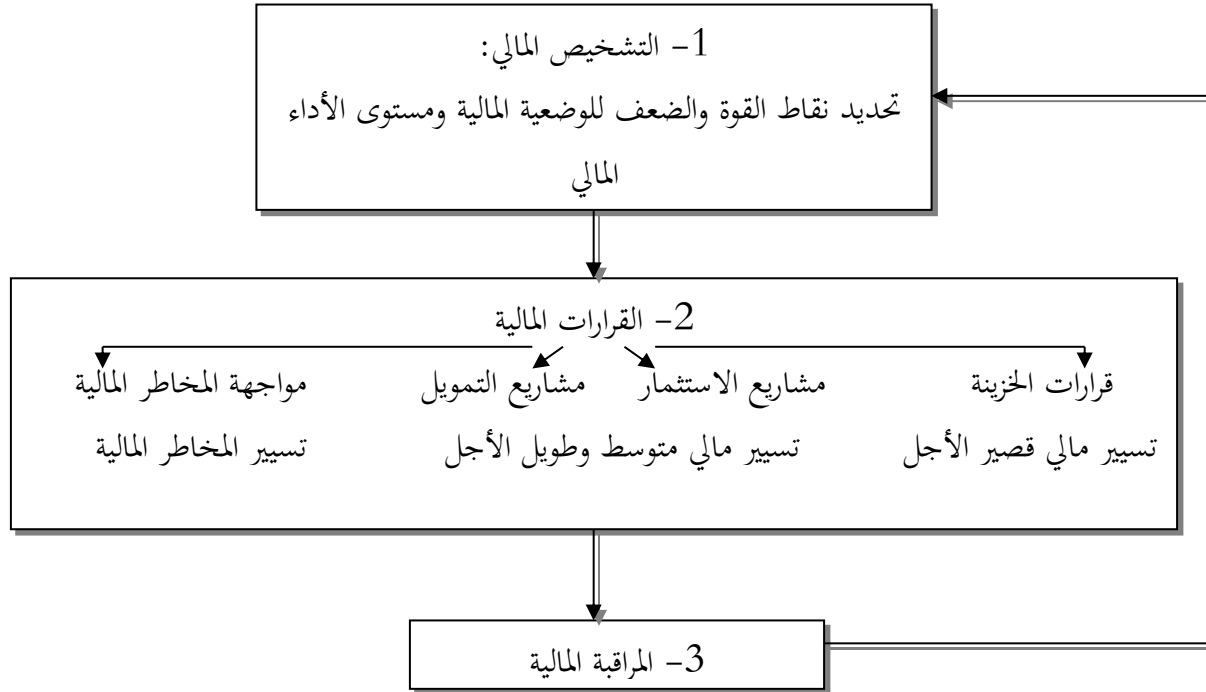 1- التشخيص المالي:
تحديد نقاط القوة والضعف للوضعية المالية ومستوى الأداء
المالي
2- القرارات المالية
قرارات الخزينة مشاريع الاستثمار مشاريع التمويل مواجهة المخاطر المالية
تسيير مالي قصير الأجل تسيير مالي متوسط وطويل الأجل تسيير المخاطر المالية
3- المراقبة المالية